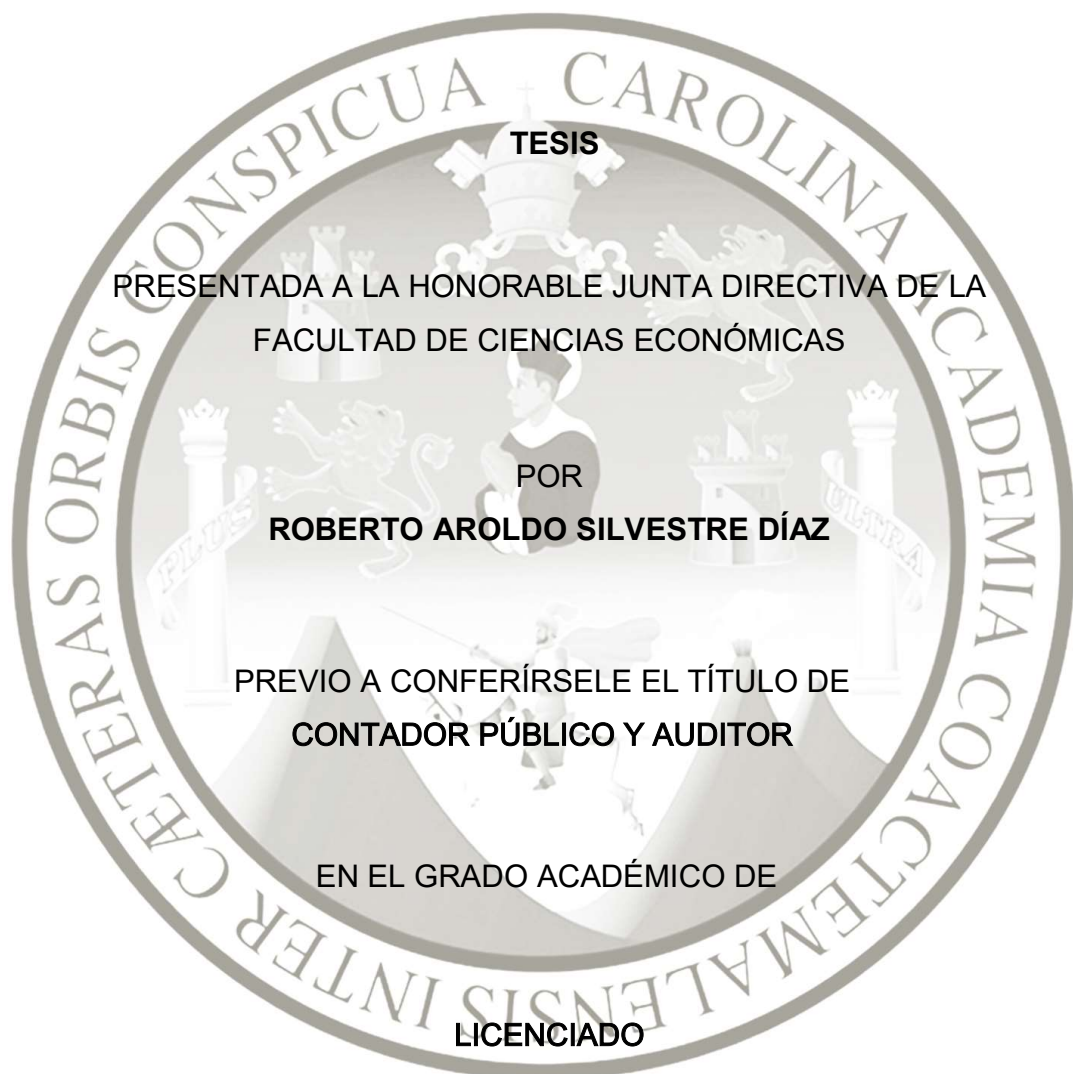 TESIS
PRESENTADA A LA HONORABLE JUNTA DIRECTIVA DE LA
FACULTAD DE CIENCIAS ECONÓMICAS
POR
ROBERTO AROLDO SILVESTRE DÍAZ
PREVIO A CONFERÍRSELE EL TÍTULO DE
CONTADOR PÚBLICO Y AUDITOR
EN EL GRADO ACADÉMICO DE
LICENCIADO
CAROLINA ACADEMIA COACTEMALENSIS INTER CÆTERAS ORBIS CONSPICUA
PLUS
ULTRA